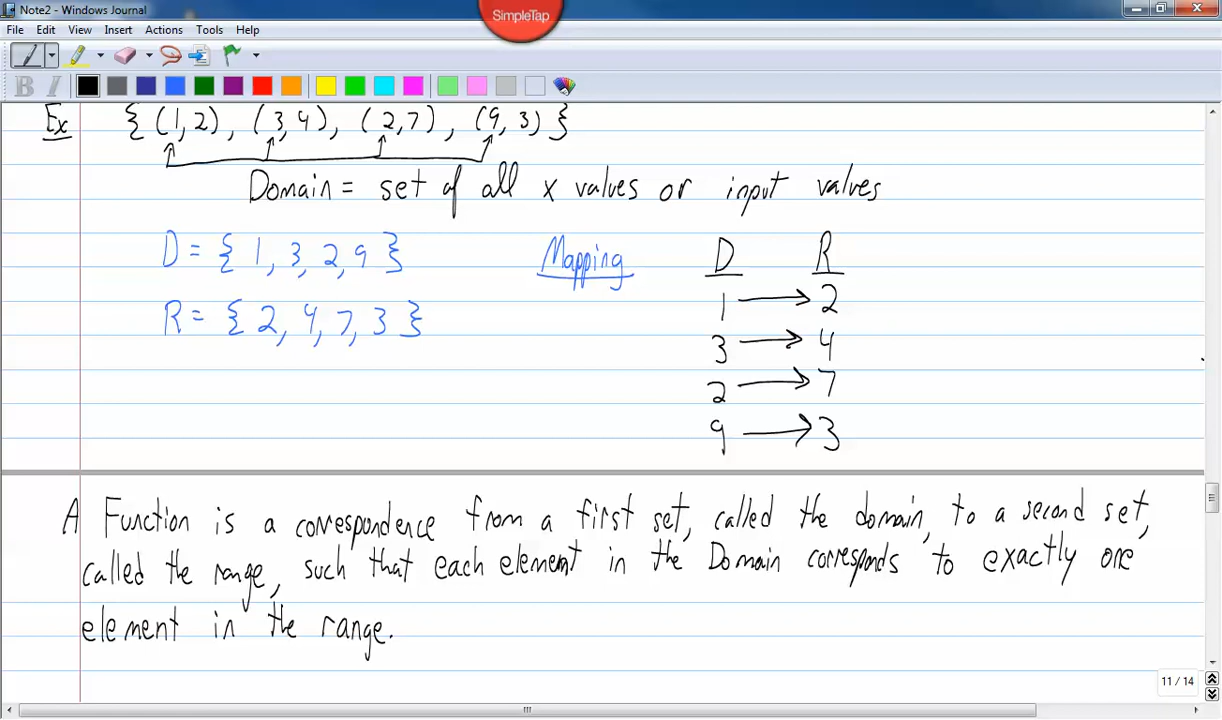 Note2 - Windows Journal
SimpleTap
File Edit View Insert Actions Tools Help
B I
Ex { (1,2), (3,4), (2,7), (9,3) }
Domain = set of all x values or input values
D = { 1, 3, 2, 9 }
R = { 2, 4, 7, 3 }
Mapping
D R
1 → 2
3 → 4
2 → 7
9 → 3
A Function is a correspondence from a first set, called the domain, to a second set,
called the range, such that each element in the Domain corresponds to exactly one
element in the range.
11 / 14